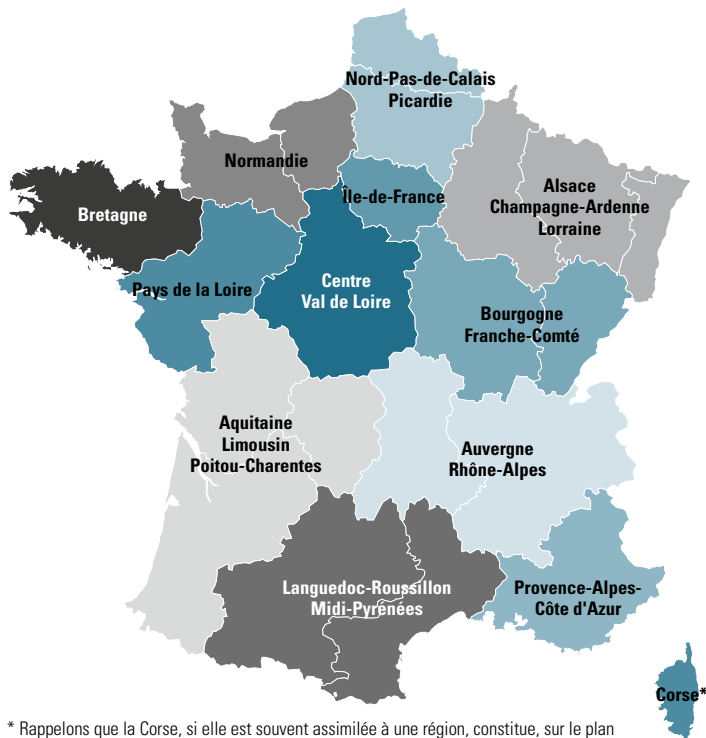 Nord-Pas-de-Calais
Picardie
Normandie
Île-de-France
Alsace
Champagne-Ardenne
Lorraine
Bretagne
Pays de la Loire
Centre
Val de Loire
Bourgogne
Franche-Comté
Aquitaine
Limousin
Poitou-Charentes
Auvergne
Rhône-Alpes
Languedoc-Roussillon
Midi-Pyrénées
Provence-Alpes-
Côte d'Azur
Corse*
* Rappelons que la Corse, si elle est souvent assimilée à une région, constitue, sur le plan